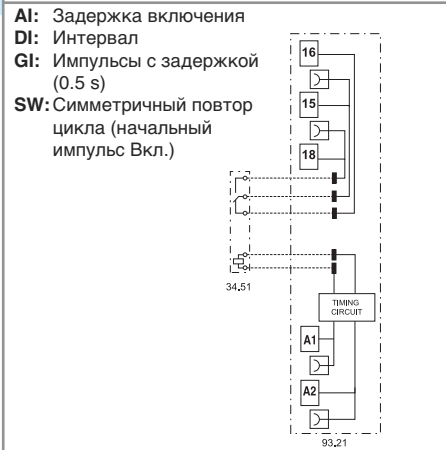 AI: Задержка включения
DI: Интервал
GI: Импульсы с задержкой
(0.5 s)
SW: Симметричный повтор
цикла (начальный
импульс Вкл.)
16
15
18
34.51
TIMING
CIRCUIT
A1
A2
93.21